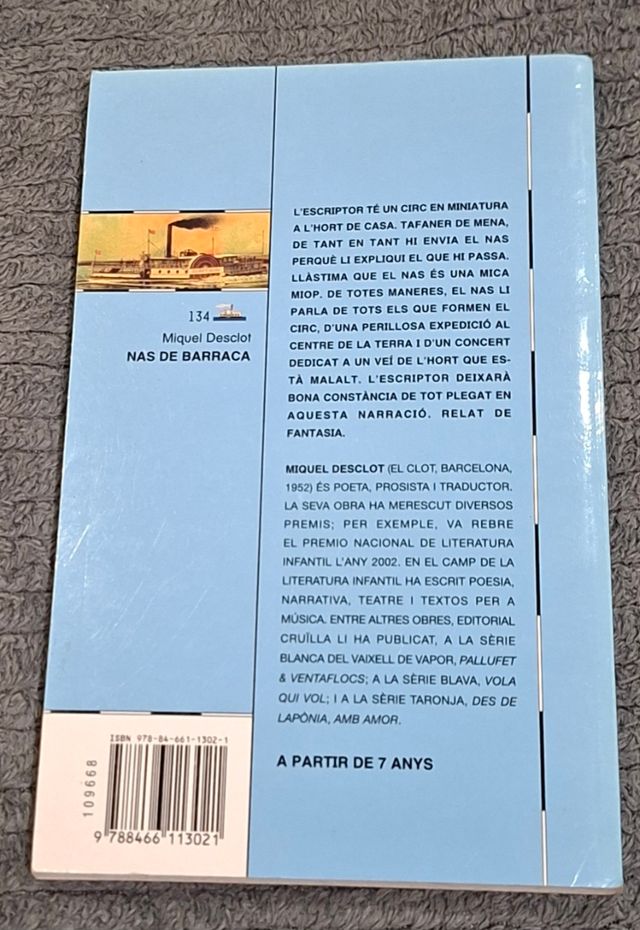 134
Miquel Desclot
NAS DE BARRACA
L'ESCRIPTOR TÉ UN CIRC EN MINIATURA
A L'HORT DE CASA. TAFANER DE MENA,
DE TANT EN TANT HI ENVIA EL NAS
PERQUÈ LI EXPLIQUI EL QUE HI PASSA.
LLÀSTIMA QUE EL NAS ÉS UNA MICA
MIOP. DE TOTES MANERES, EL NAS LI
PARLA DE TOTS ELS QUE FORMEN EL
CIRC, D'UNA PERILLOSA EXPEDICIÓ AL
CENTRE DE LA TERRA I D'UN CONCERT
DEDICAT A UN VEÍ DE L'HORT QUE ES-
TÀ MALALT. L'ESCRIPTOR DEIXARÀ
BONA CONSTÀNCIA DE TOT PLEGAT EN
AQUESTA NARRACIÓ. RELAT DE
FANTASIA.
MIQUEL DESCLOT (EL CLOT, BARCELONA,
1952) ÉS POETA, PROSISTA I TRADUCTOR.
LA SEVA OBRA HA MERESCUT DIVERSOS
PREMIS; PER EXEMPLE, VA REBRE
EL PREMIO NACIONAL DE LITERATURA
INFANTIL L'ANY 2002. EN EL CAMP DE LA
LITERATURA INFANTIL HA ESCRIT POESIA,
NARRATIVA, TEATRE I TEXTOS PER A
MÚSICA. ENTRE ALTRES OBRES, EDITORIAL
CRUÏLLA LI HA PUBLICAT, A LA SÈRIE
BLANCA DEL VAIXELL DE VAPOR, PALLUFET
& VENTAFLOCS; A LA SÈRIE BLAVA, VOLA
QUI VOL; I A LA SÈRIE TARONJA, DES DE
LAPÒNIA, AMB AMOR.
A PARTIR DE 7 ANYS
ISBN 978-84-661-1302-1
109668
9 788466 113021